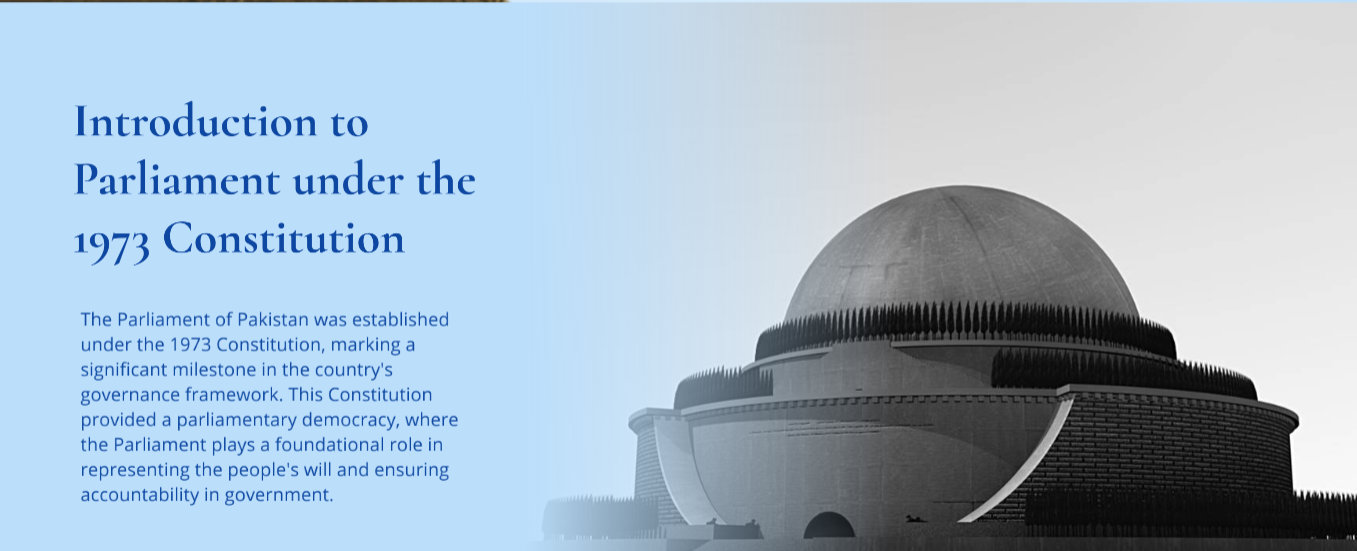 Introduction to
Parliament under the
1973 Constitution
The Parliament of Pakistan was established
under the 1973 Constitution, marking a
significant milestone in the country's
governance framework. This Constitution
provided a parliamentary democracy, where
the Parliament plays a foundational role in
representing the people's will and ensuring
accountability in government.